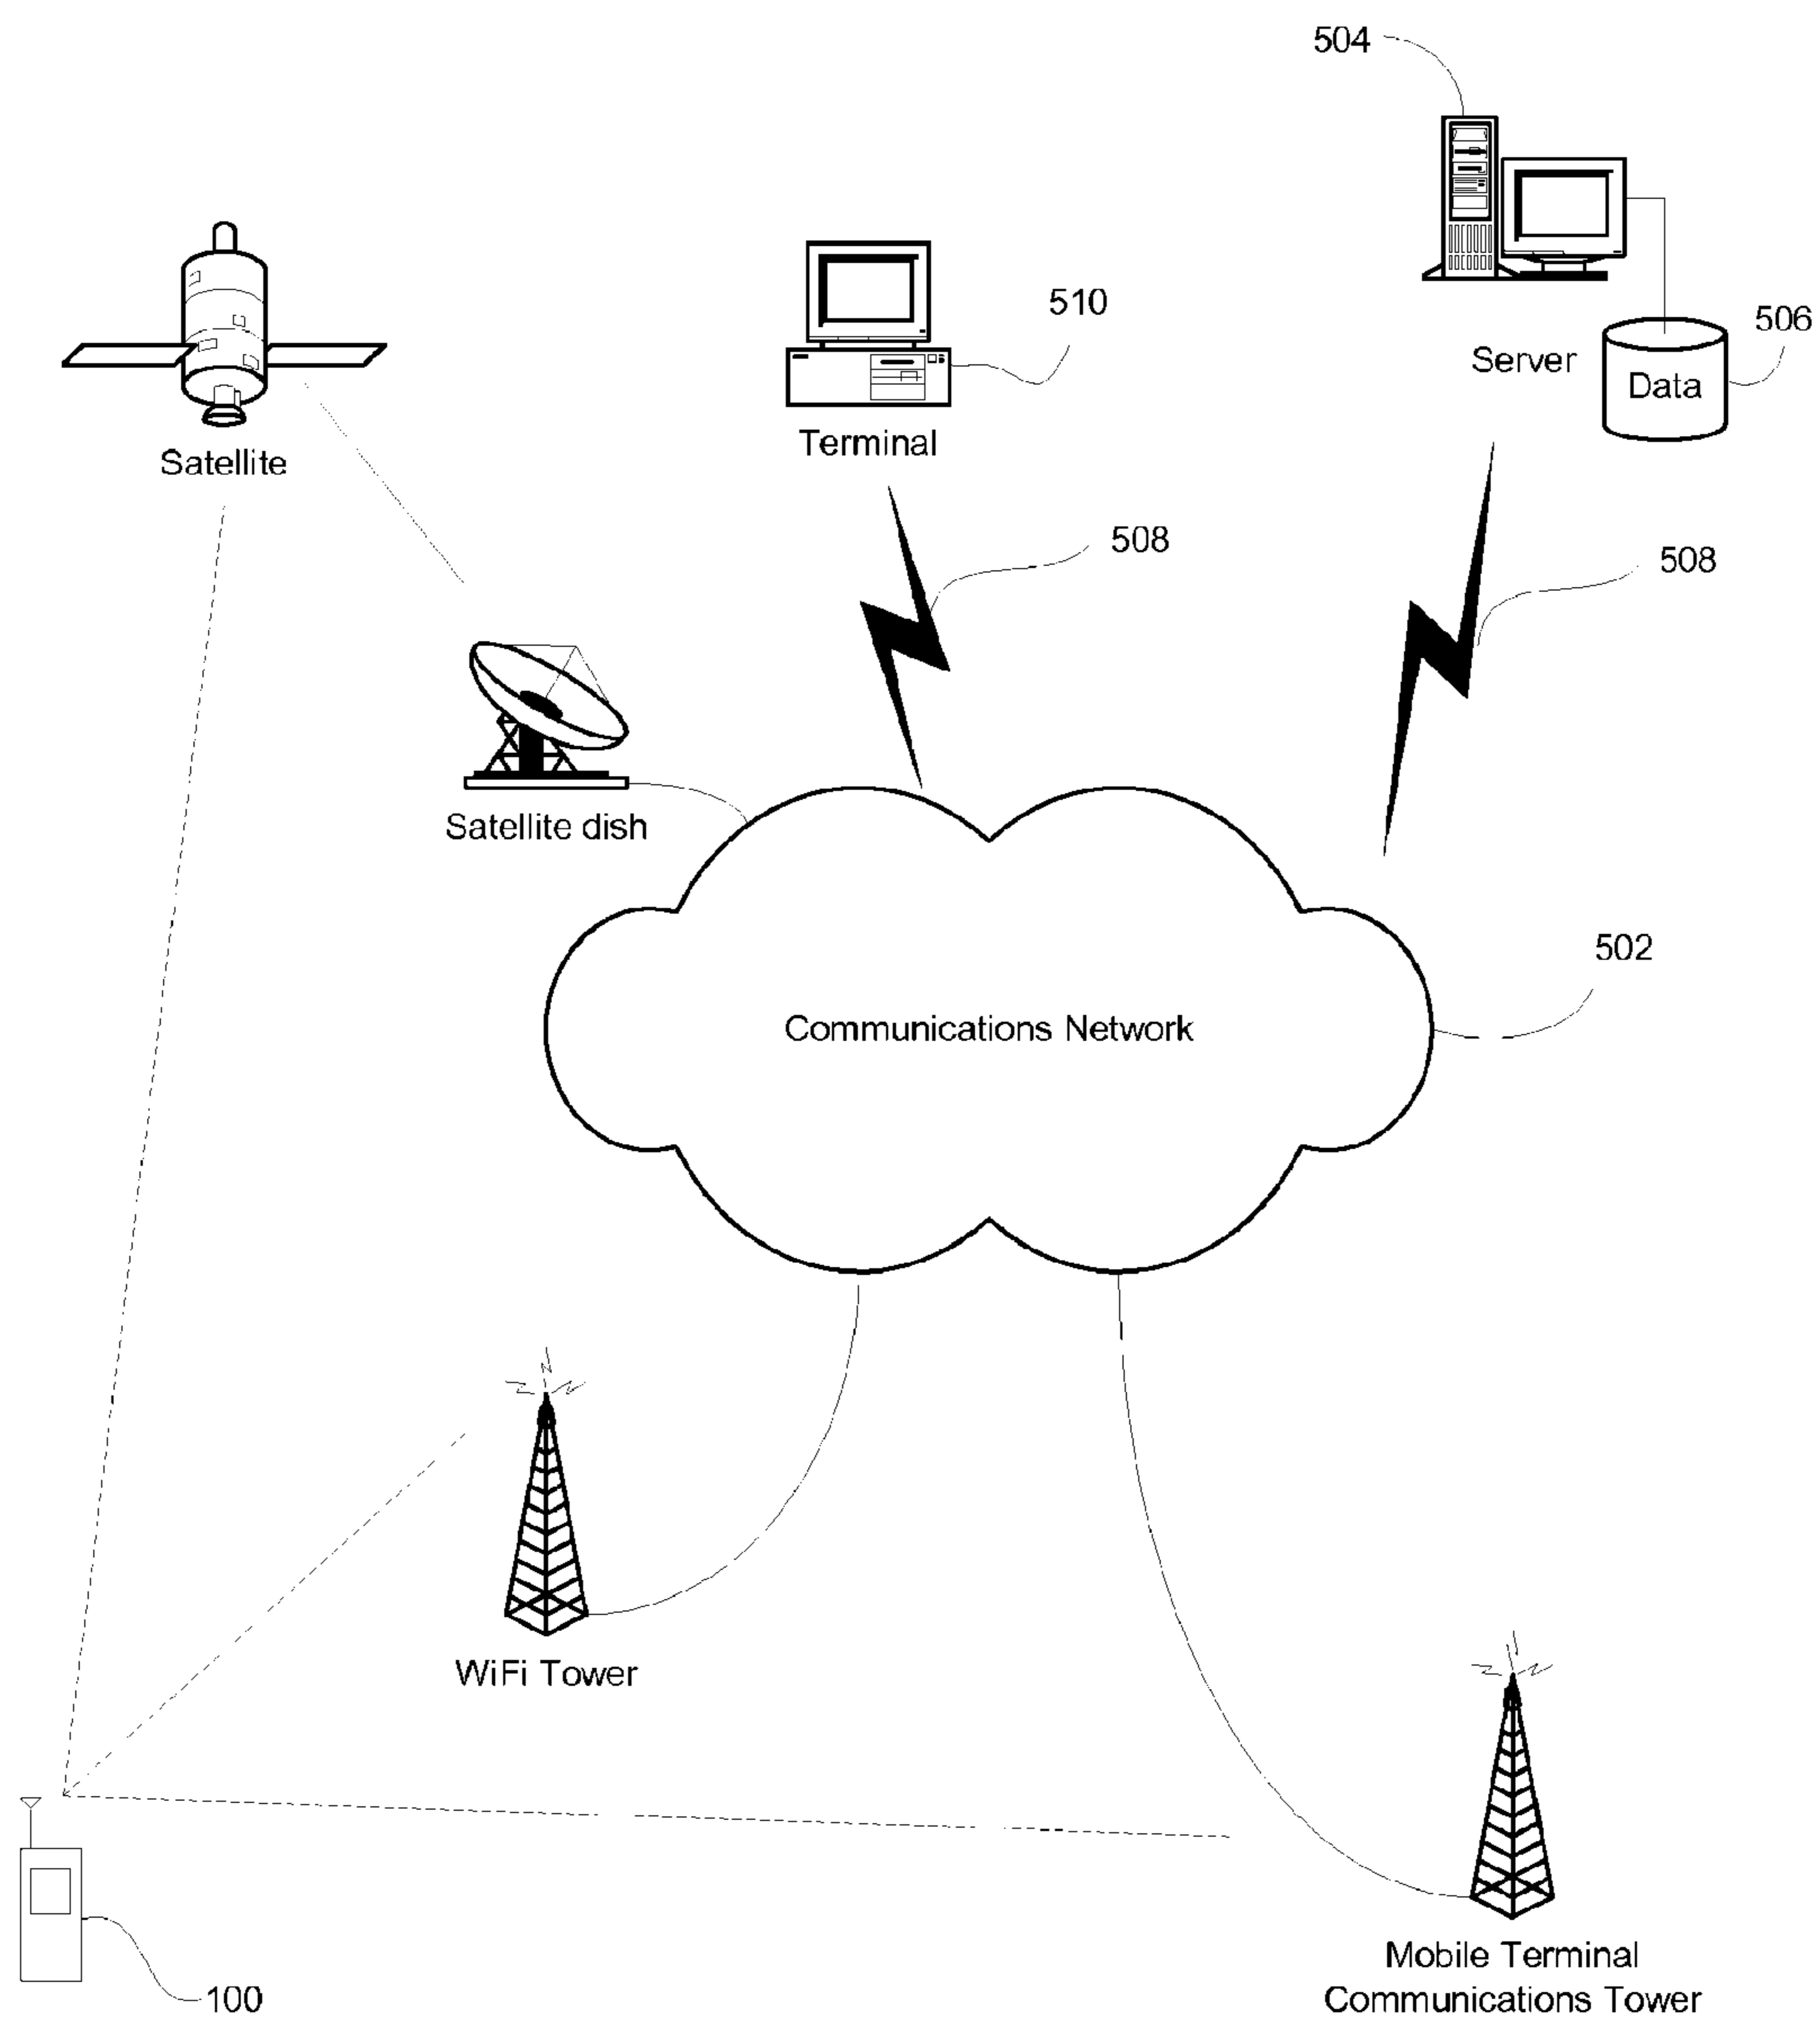 504
510
506
Server
Data
Terminal
Satellite
508
508
Satellite dish
502
Communications Network
WiFi Tower
Mobile Terminal
Communications Tower
100